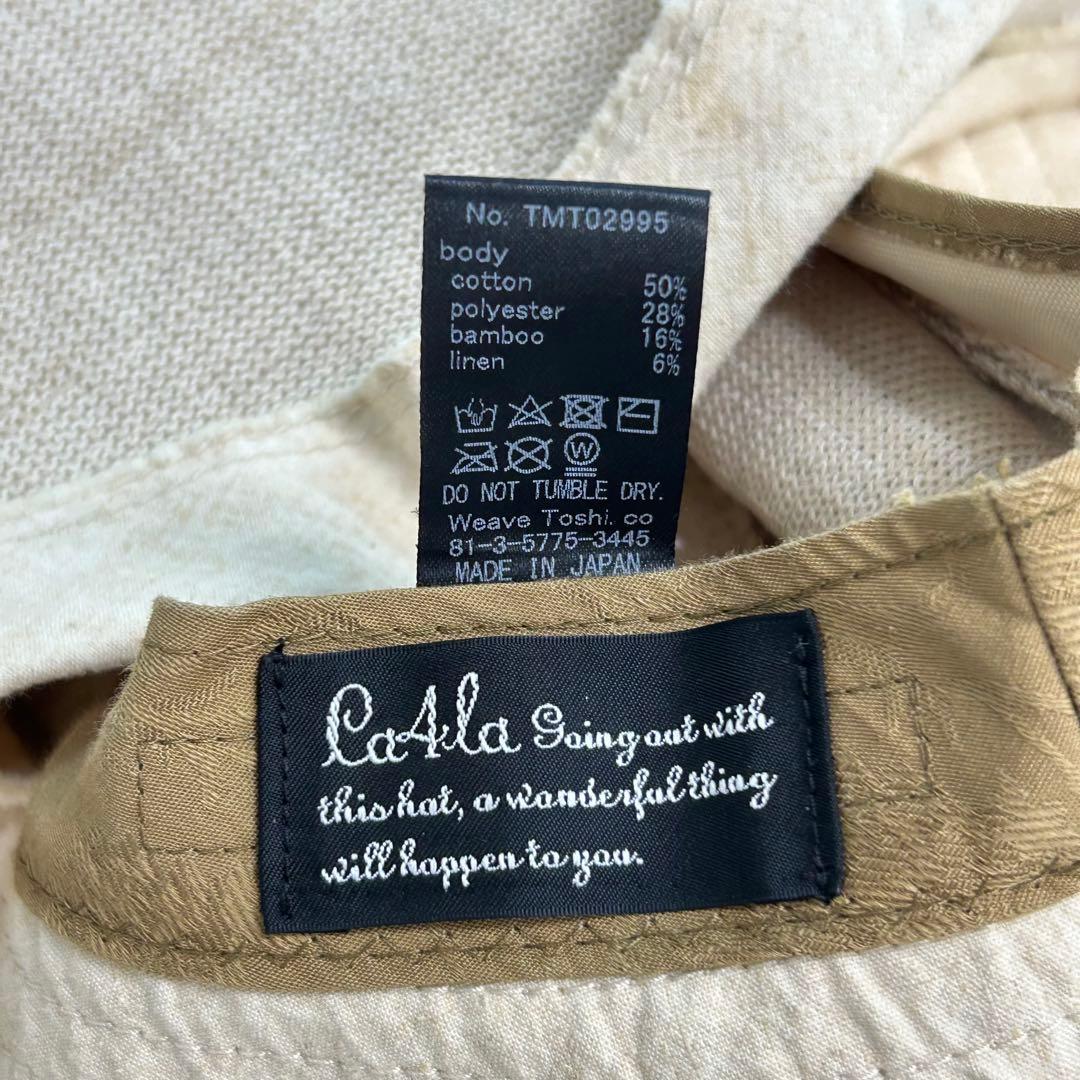 No. TMT02995
body
cotton 50%
polyester 28%
bamboo 16%
linen 6%
W
DO NOT TUMBLE DRY.
Weave Toshi. co
81-3-5775-3445
MADE IN JAPAN
Ca4la Going out with
this hat, a wonderful thing
will happen to you.